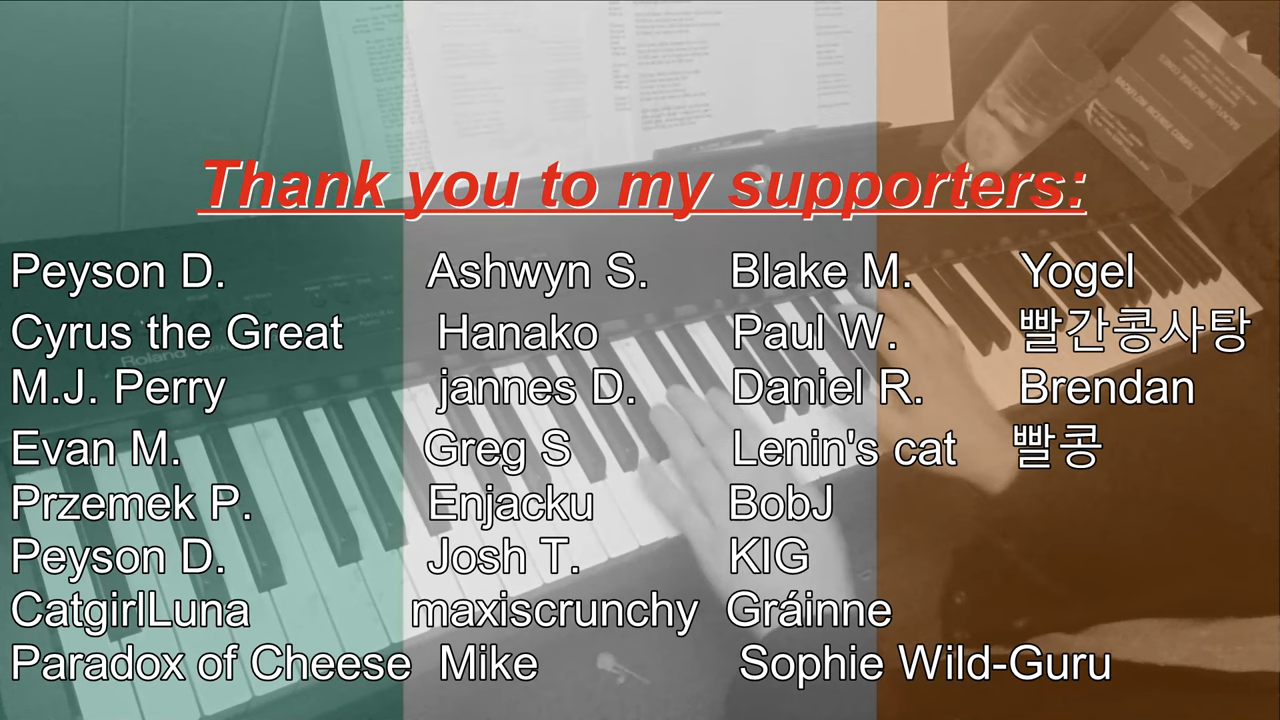 Thank you to my supporters:
Peyson D. Ashwyn S. Blake M. Yogel
Cyrus the Great Hanako Paul W. 빨간콩사탕
M.J. Perry jannes D. Daniel R. Brendan
Evan M. Greg S Lenin's cat 빨콩
Przemek P. Enjacku BobJ
Peyson D. Josh T. KIG
CatgirlLuna maxiscrunchy Gráinne
Paradox of Cheese Mike Sophie Wild-Guru
Roland